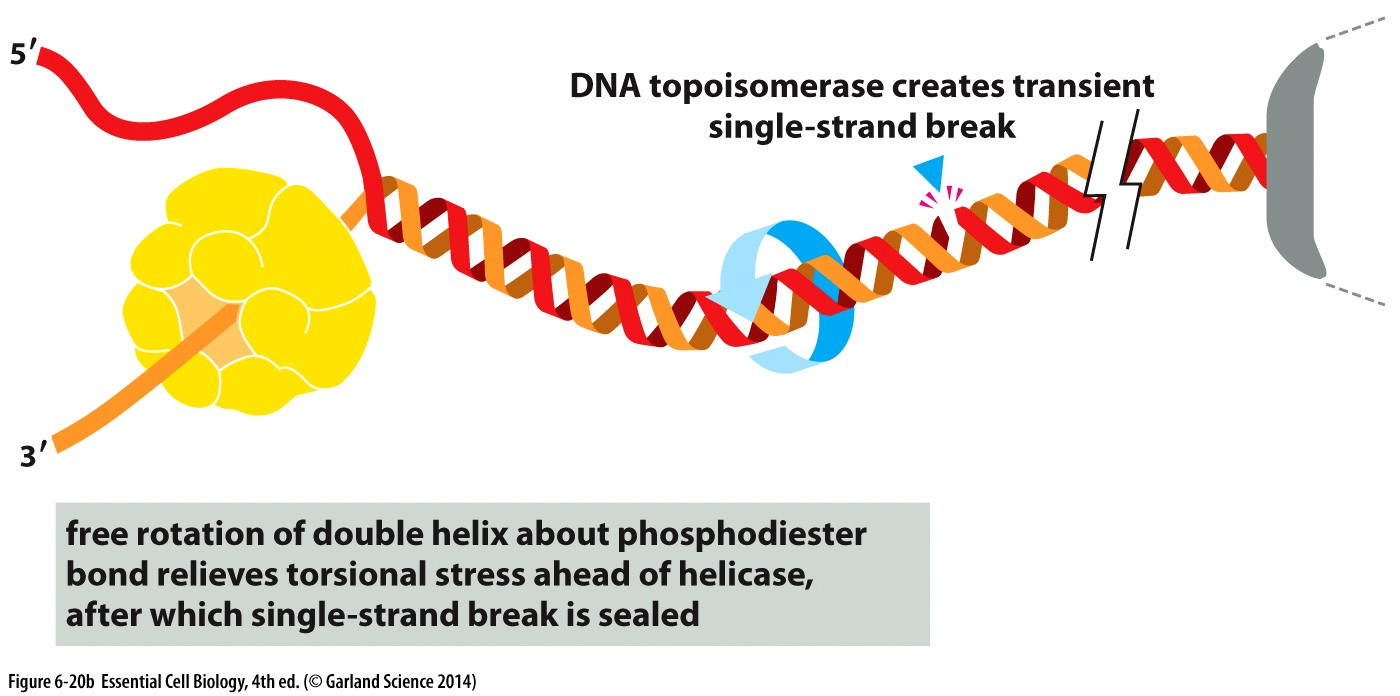 5′
DNA topoisomerase creates transient
single-strand break
3′
free rotation of double helix about phosphodiester
bond relieves torsional stress ahead of helicase,
after which single-strand break is sealed
Figure 6-20b Essential Cell Biology, 4th ed. (© Garland Science 2014)